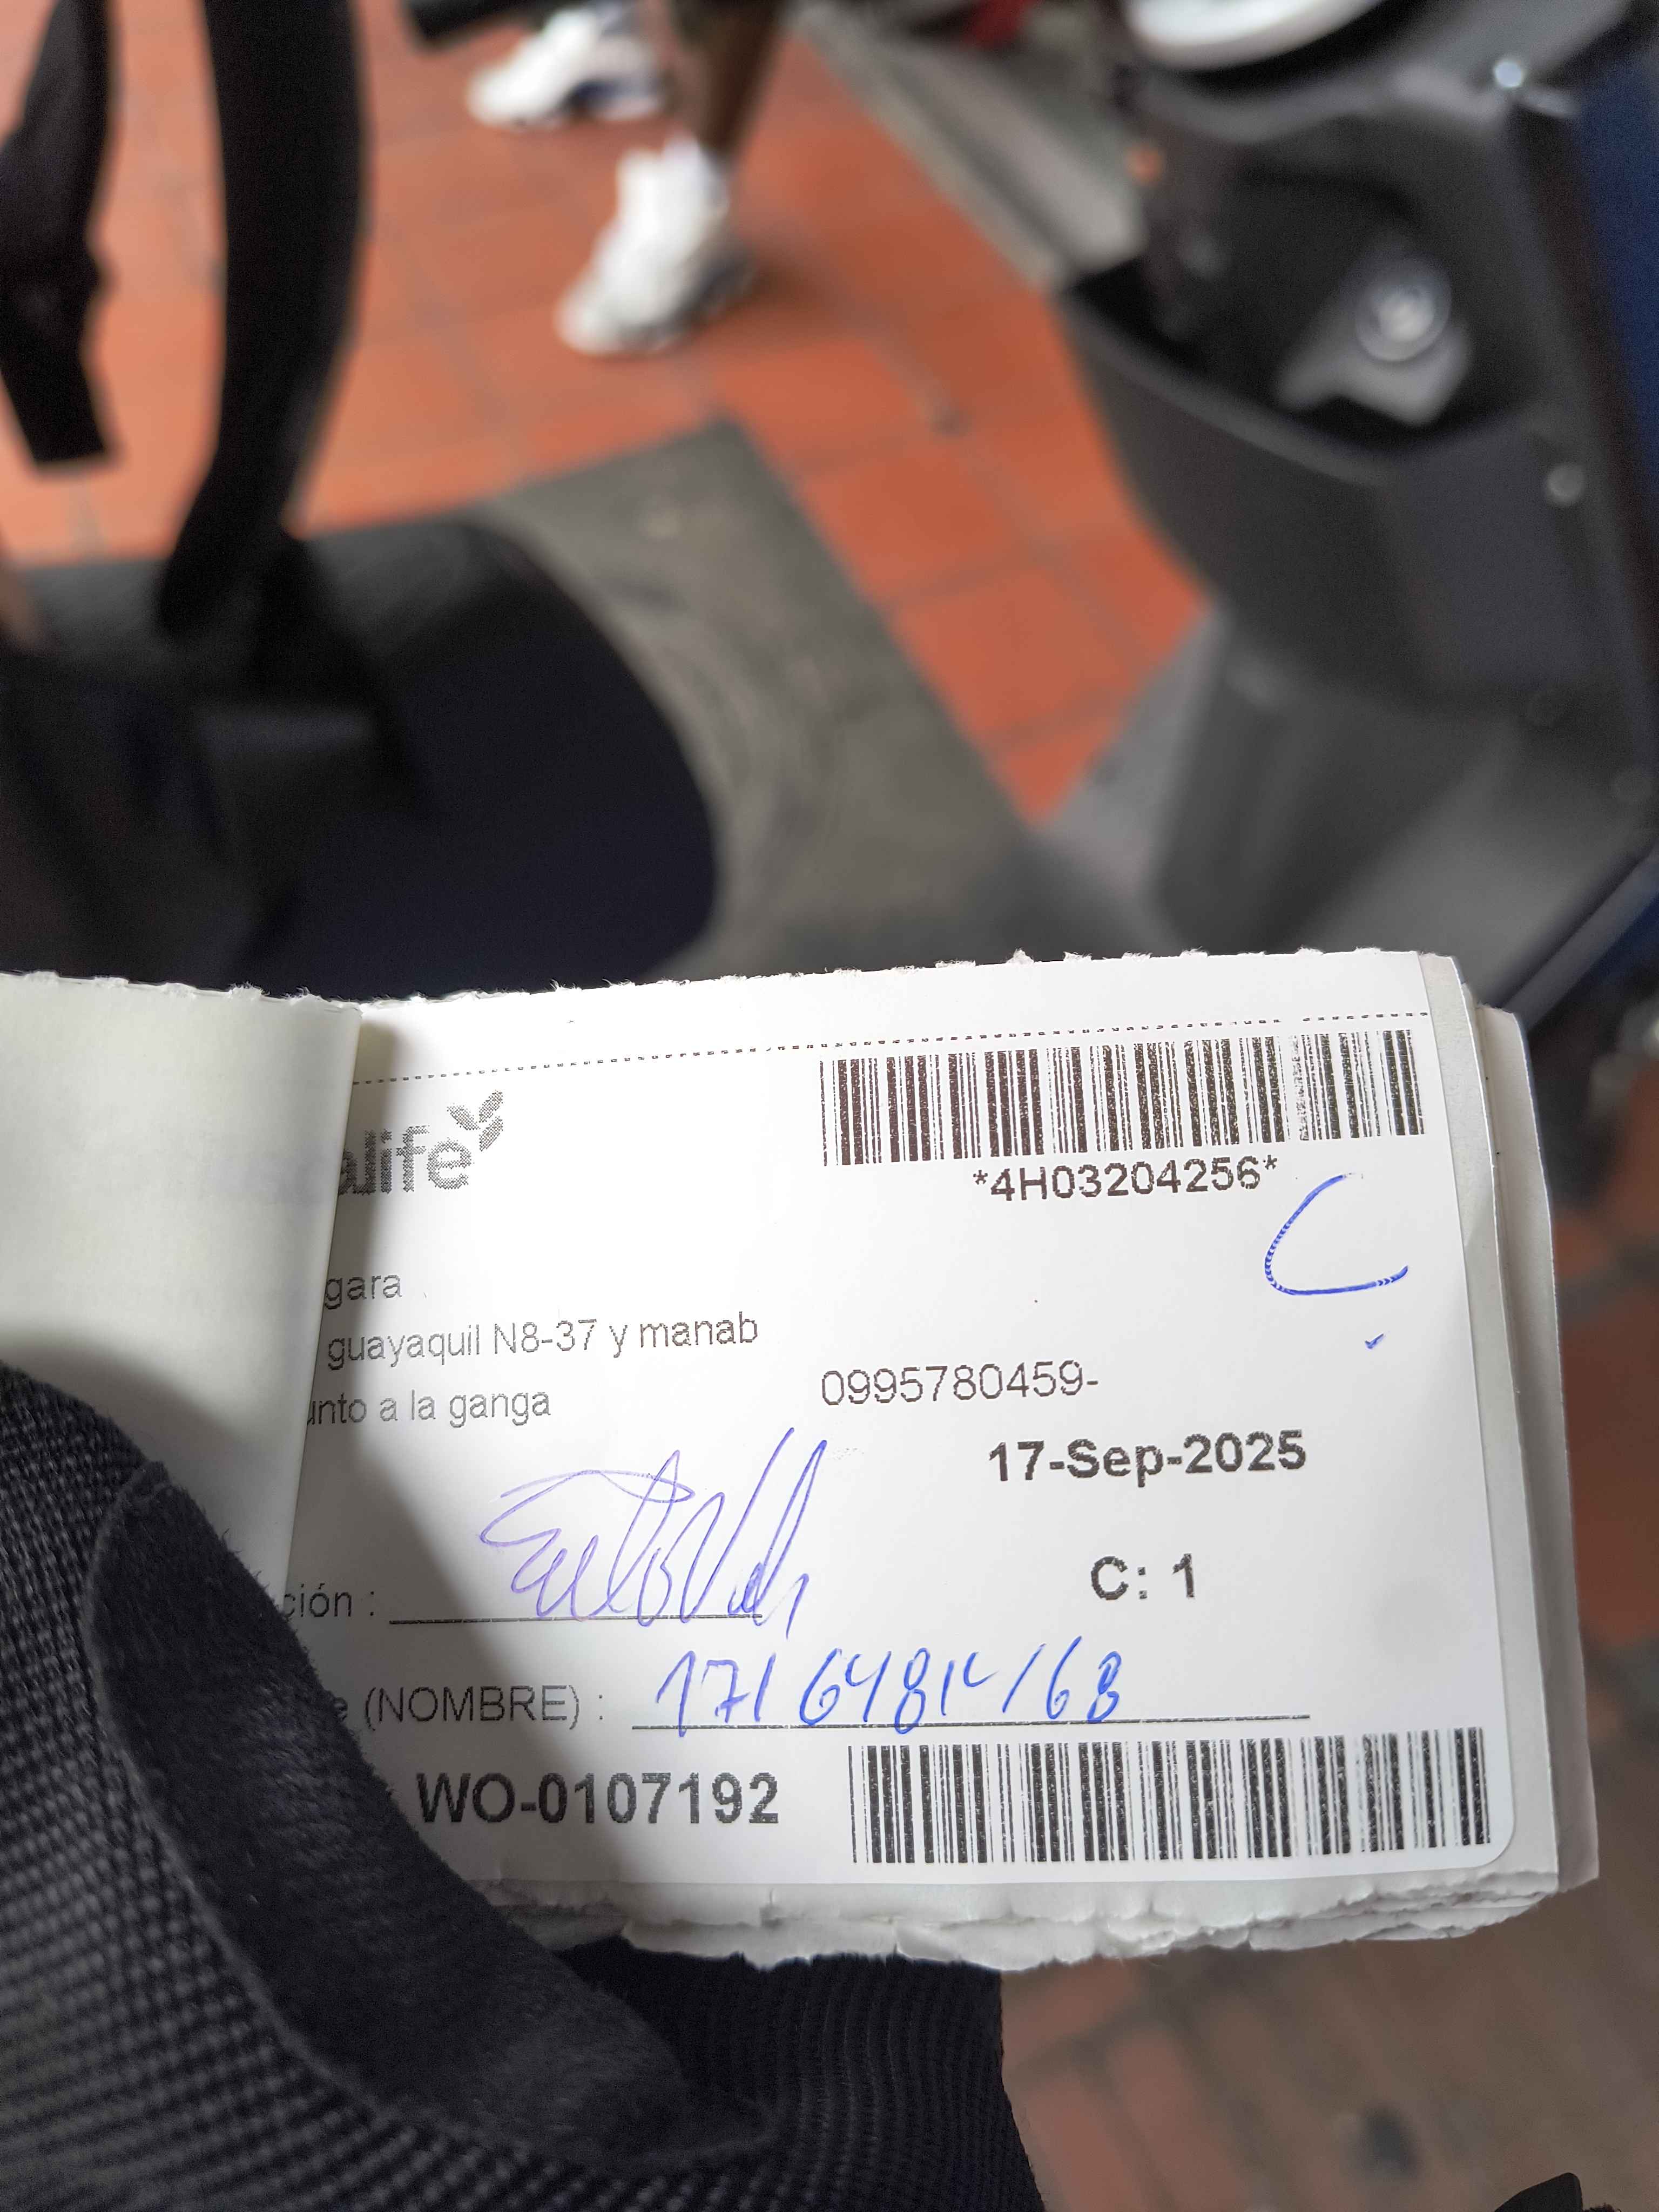 alife
*4H03204256*
C
gara
guayaquil N8-37 y manab
unto a la ganga
0995780459-
17-Sep-2025
C: 1
ción :
e (NOMBRE) :
WO-0107192